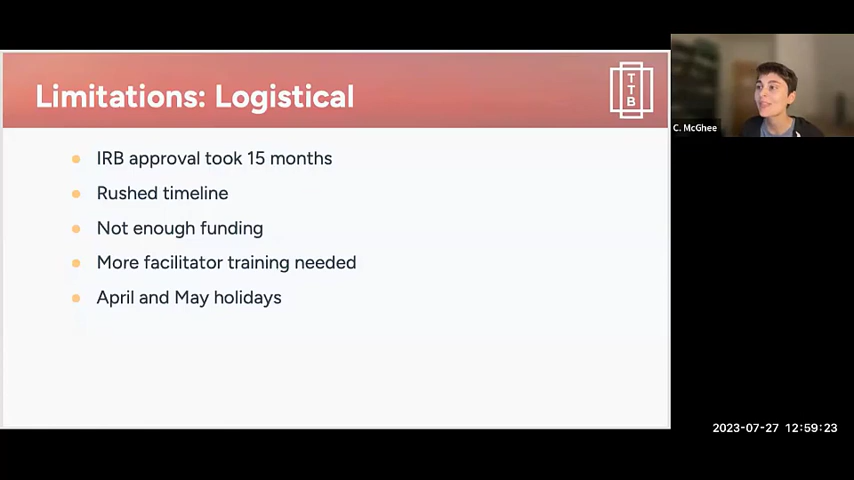 Limitations: Logistical
T
T
B
IRB approval took 15 months
Rushed timeline
Not enough funding
More facilitator training needed
April and May holidays
C. McGhee
2023-07-27 12:59:23